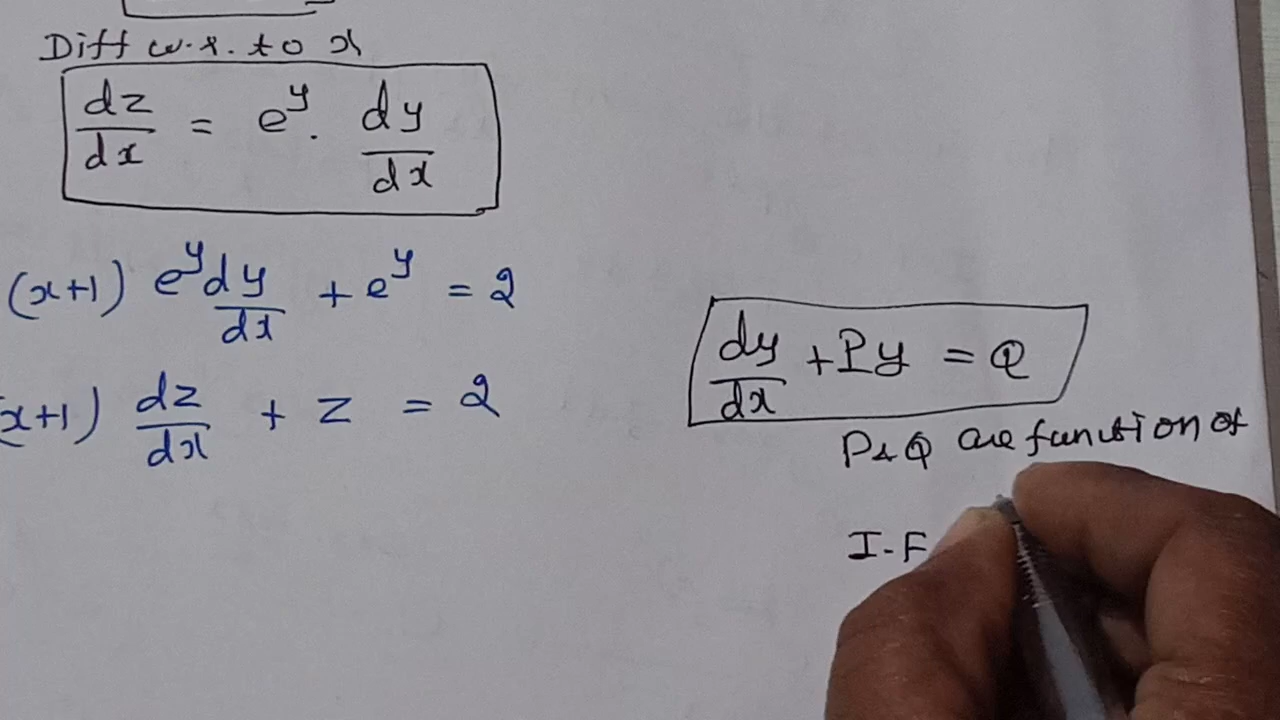 Diff w.r. to x
dz/dx = e^y . dy/dx
(x+1) e^y dy/dx + e^y = 2
x+1) dz/dx + z = 2
dy/dx + Py = Q
P & Q are function of
I.F